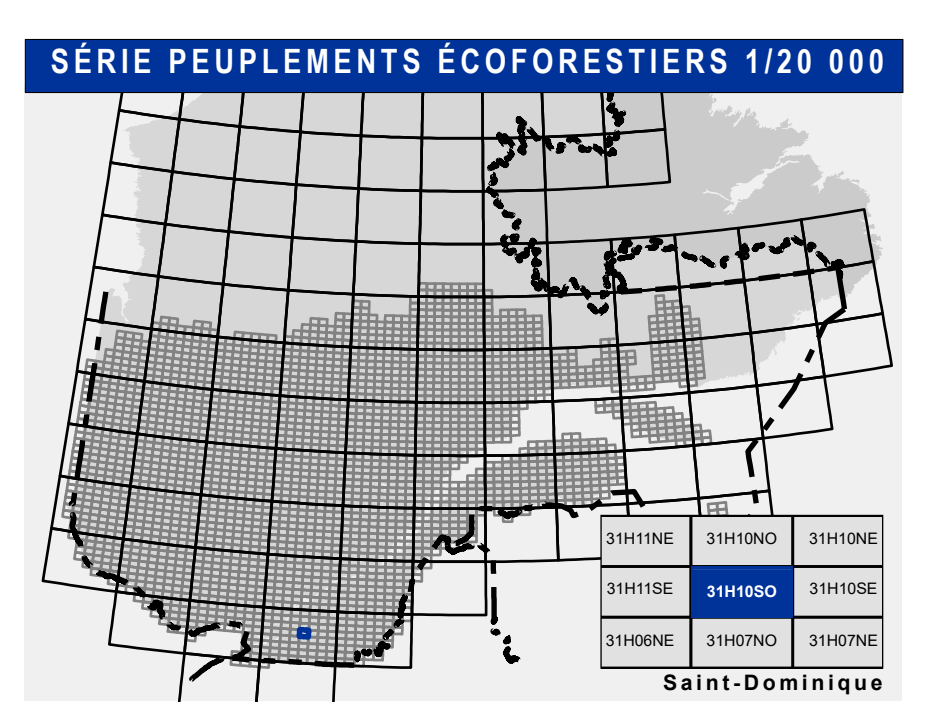 SÉRIE PEUPLEMENTS ÉCOFORESTIERS 1/20 000
31H11NE 31H10NO 31H10NE
31H11SE 31H10SO 31H10SE
31H06NE 31H07NO 31H07NE
Saint-Dominique